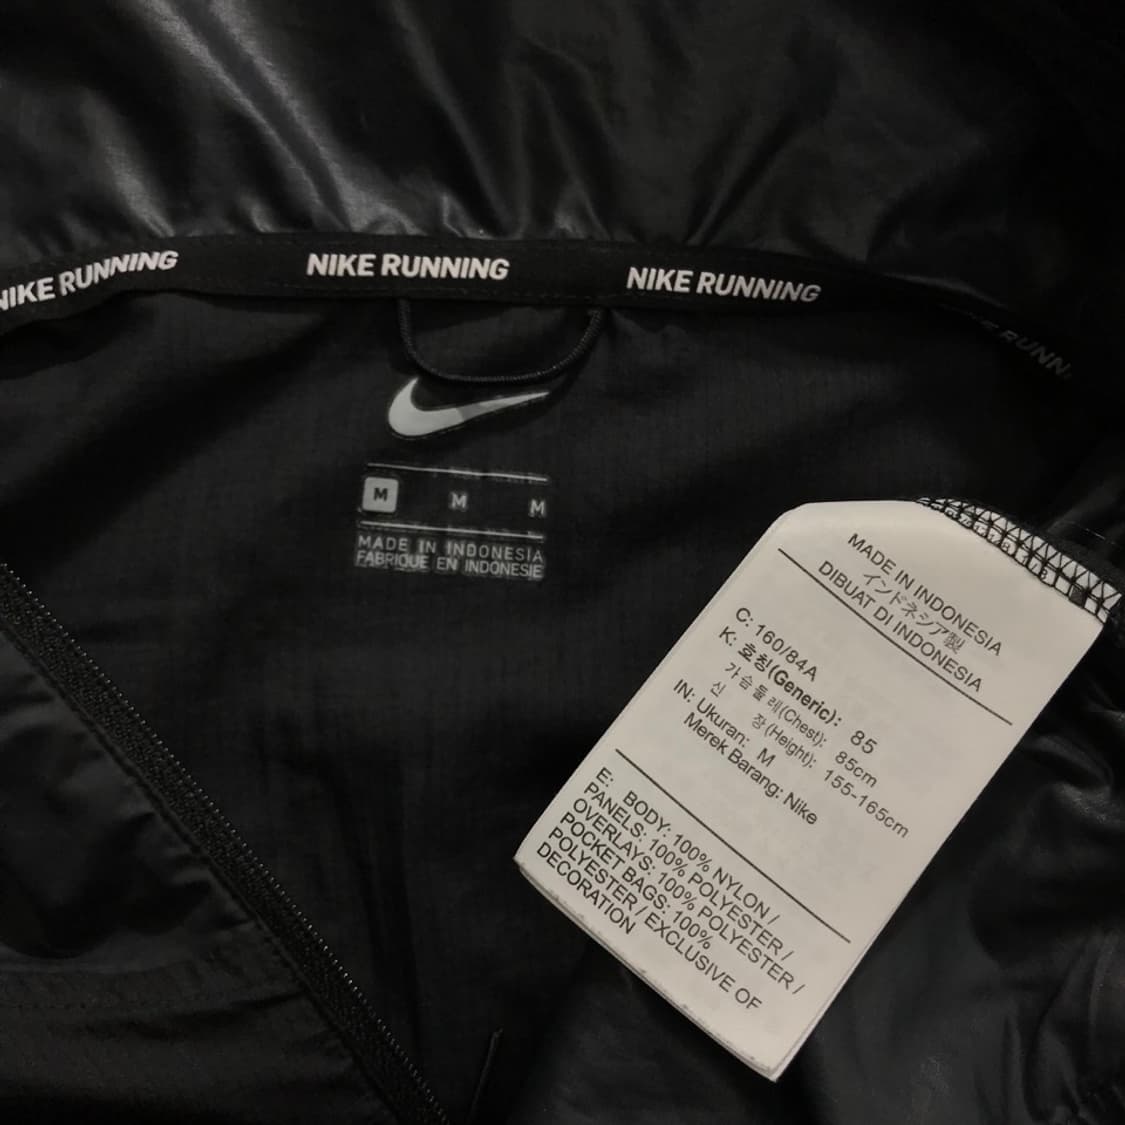 NIKE RUNNING
NIKE RUNNING
NIKE RUNNING
RUNN
M M M
MADE IN INDONESIA
FABRIQUE EN INDONESIE
MADE IN INDONESIA
インドネシア製
DIBUAT DI INDONESIA
C: 160/84A
K: 호칭(Generic): 85
가슴둘레(Chest): 85cm
신 장(Height): 155-165cm
IN: Ukuran: M
Merek Barang: Nike
E: BODY: 100% NYLON /
PANELS: 100% POLYESTER /
OVERLAYS: 100% POLYESTER /
POCKET BAGS: 100%
POLYESTER / EXCLUSIVE OF
DECORATION